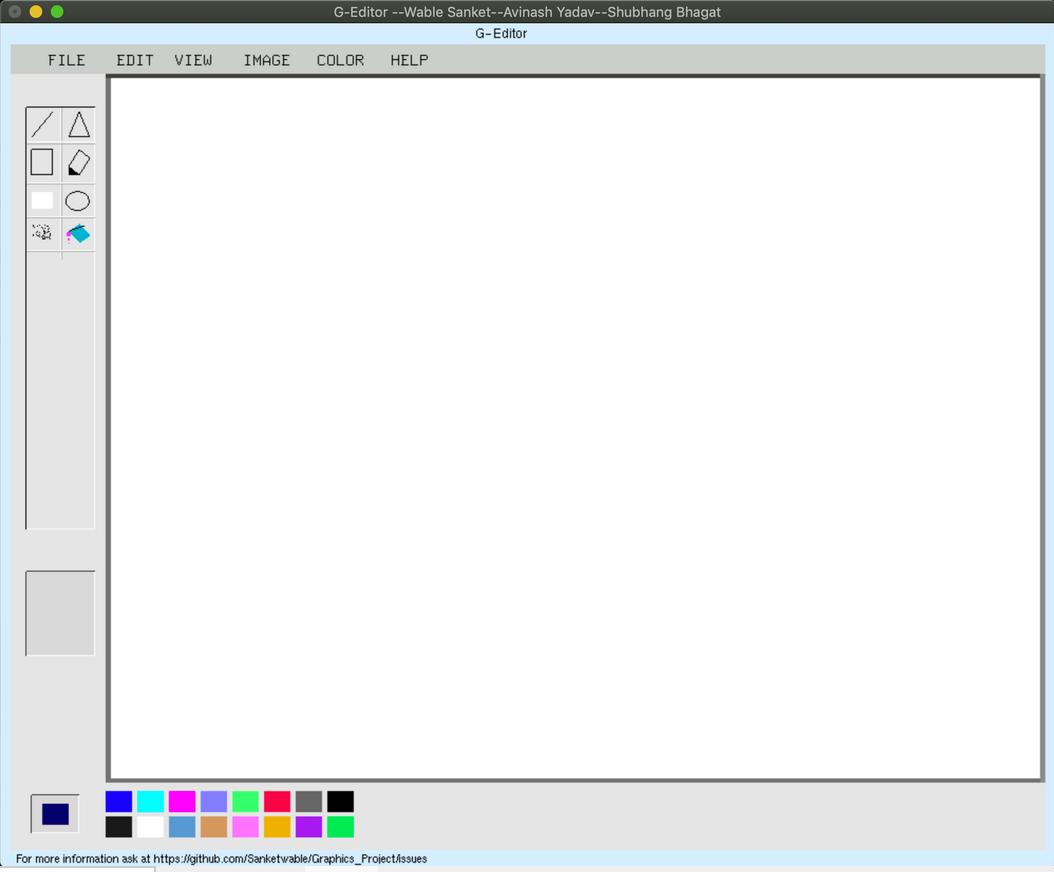 G-Editor --Wable Sanket--Avinash Yadav--Shubhang Bhagat
G-Editor
FILE EDIT VIEW IMAGE COLOR HELP
For more information ask at https://github.com/Sanketwable/Graphics_Project/issues